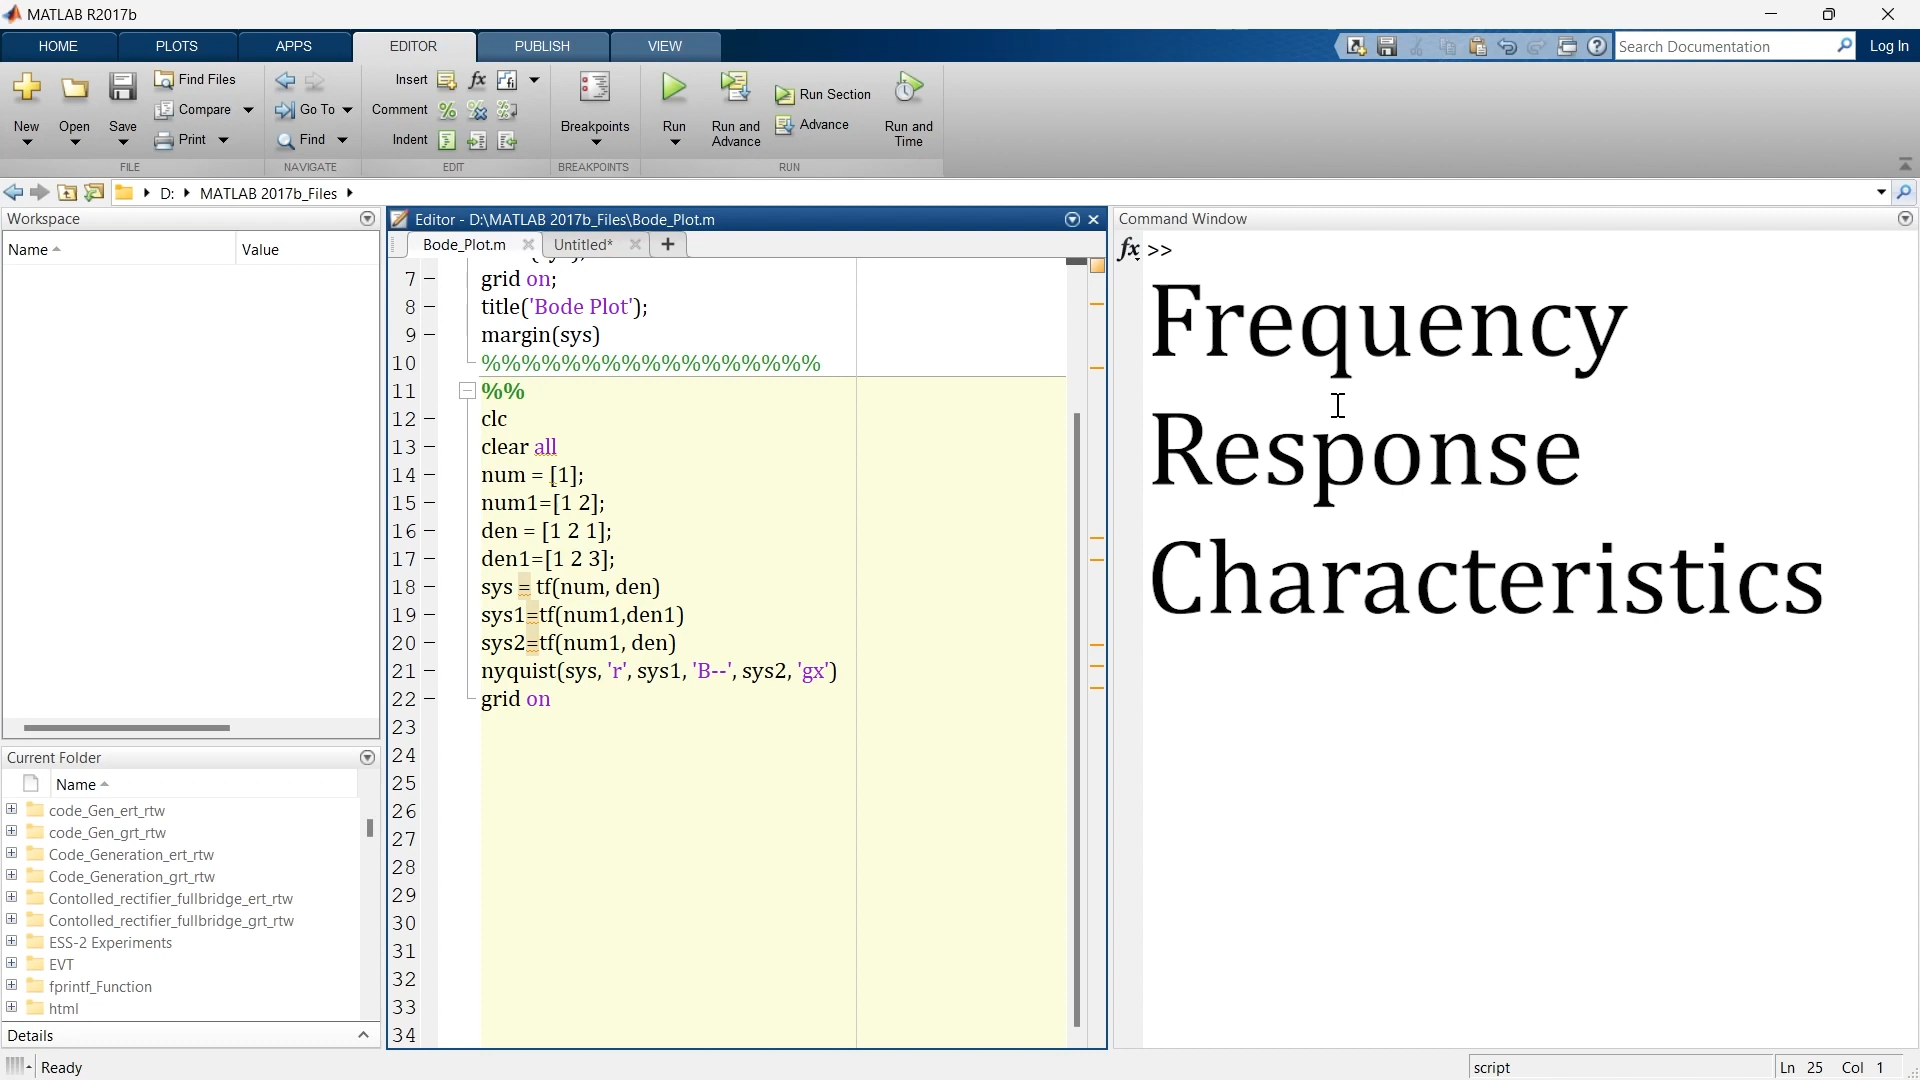 MATLAB R2017b
HOME PLOTS APPS EDITOR PUBLISH VIEW
Search Documentation
Log In
New
Open
Save
Find Files
Compare
Print
FILE
Go To
Find
NAVIGATE
Insert
Comment
Indent
EDIT
Breakpoints
BREAKPOINTS
Run
Run and Advance
Run Section
Advance
Run and Time
RUN
D: MATLAB 2017b_Files
Workspace
Name Value
Current Folder
Name
code_Gen_ert_rtw
code_Gen_grt_rtw
Code_Generation_ert_rtw
Code_Generation_grt_rtw
Contolled_rectifier_fullbridge_ert_rtw
Contolled_rectifier_fullbridge_grt_rtw
ESS-2 Experiments
EVT
fprintf_Function
html
Details
Ready
Editor - D:\MATLAB 2017b_Files\Bode_Plot.m
Bode_Plot.m Untitled*
7 grid on;
8 title('Bode Plot');
9 margin(sys)
10 %%%%%%%%%%%%%%%%%
11 %%
12 clc
13 clear all
14 num = [1];
15 num1=[1 2];
16 den = [1 2 1];
17 den1=[1 2 3];
18 sys = tf(num, den)
19 sys1=tf(num1,den1)
20 sys2=tf(num1, den)
21 nyquist(sys, 'r', sys1, 'B--', sys2, 'gx')
22 grid on
23
24
25
26
27
28
29
30
31
32
33
34
Command Window
fx >>
Frequency
Response
Characteristics
script
Ln 25 Col 1